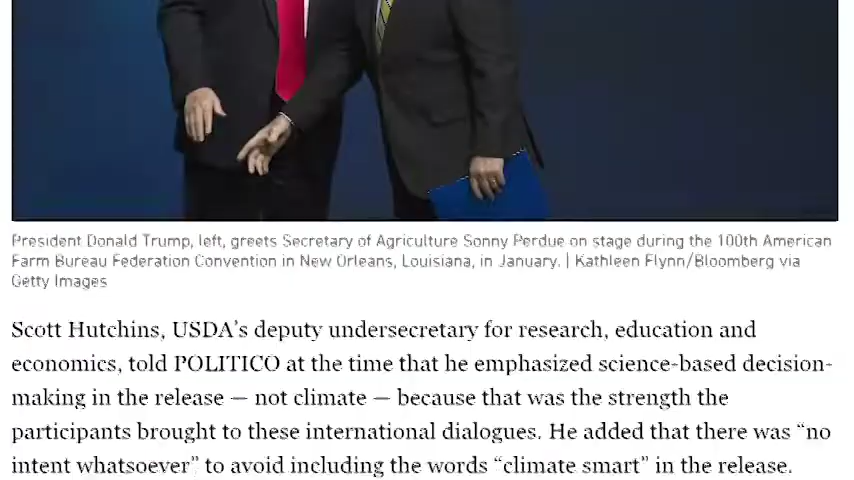 President Donald Trump, left, greets Secretary of Agriculture Sonny Perdue on stage during the 100th American
Farm Bureau Federation Convention in New Orleans, Louisiana, in January. | Kathleen Flynn/Bloomberg via
Getty Images
Scott Hutchins, USDA’s deputy undersecretary for research, education and
economics, told POLITICO at the time that he emphasized science-based decision-
making in the release — not climate — because that was the strength the
participants brought to these international dialogues. He added that there was “no
intent whatsoever” to avoid including the words “climate smart” in the release.